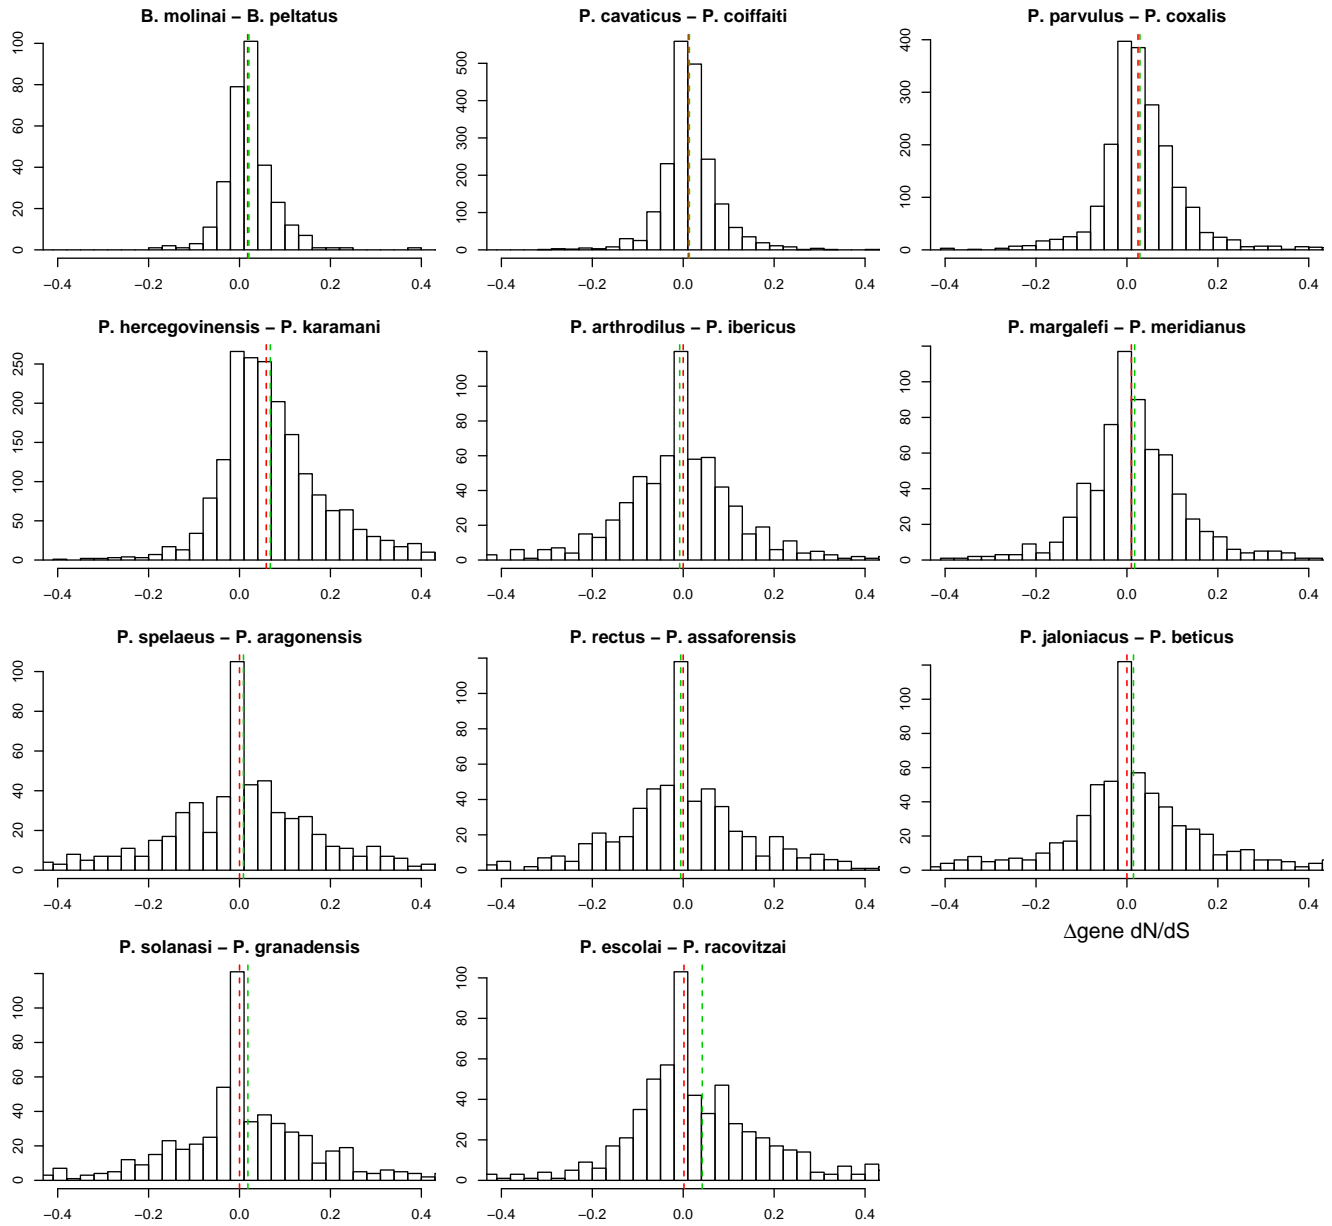 B. molinai – B. peltatus
P. cavaticus – P. coiffaiti
P. parvulus – P. coxalis
0 20 40 60 80 100
−0.4 −0.2 0.0 0.2 0.4
0 100 200 300 400 500
−0.4 −0.2 0.0 0.2 0.4
0 100 200 300 400
−0.4 −0.2 0.0 0.2 0.4
P. hercegovinensis – P. karamani
P. arthrodilus – P. ibericus
P. margalefi – P. meridianus
0 50 100 150 200 250
−0.4 −0.2 0.0 0.2 0.4
0 20 40 60 80 100
−0.4 −0.2 0.0 0.2 0.4
0 20 40 60 80 100
−0.4 −0.2 0.0 0.2 0.4
P. spelaeus – P. aragonensis
P. rectus – P. assaforensis
P. jaloniacus – P. beticus
0 20 40 60 80 100
−0.4 −0.2 0.0 0.2 0.4
0 20 40 60 80 100
−0.4 −0.2 0.0 0.2 0.4
0 20 40 60 80 100
−0.4 −0.2 0.0 0.2 0.4
Δgene dN/dS
P. solanasi – P. granadensis
P. escolai – P. racovitzai
0 20 40 60 80 100
−0.4 −0.2 0.0 0.2 0.4
0 20 40 60 80 100
−0.4 −0.2 0.0 0.2 0.4